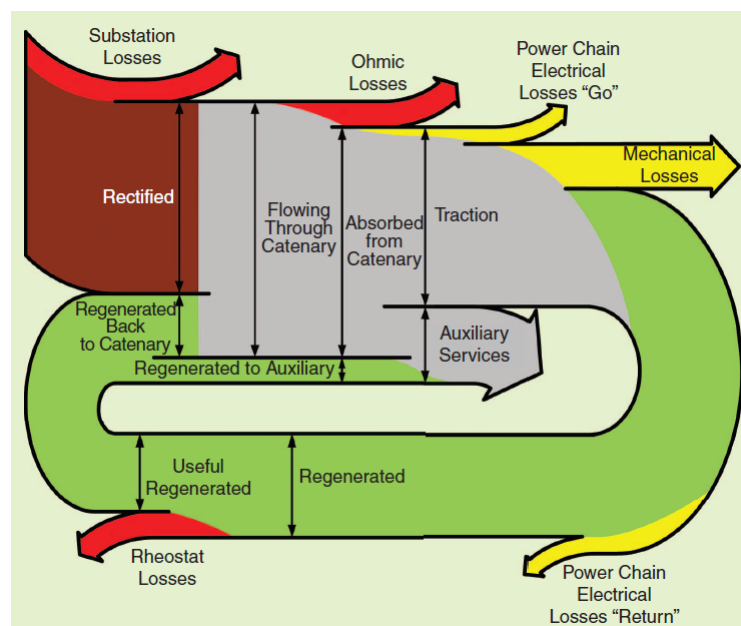 Substation
Losses
Ohmic
Losses
Power Chain
Electrical
Losses “Go”
Mechanical
Losses
Rectified
Flowing
Through
Catenary
Absorbed
from
Catenary
Traction
Regenerated
Back
to Catenary
Auxiliary
Services
Regenerated to Auxiliary
Useful
Regenerated
Regenerated
Rheostat
Losses
Power Chain
Electrical
Losses “Return”